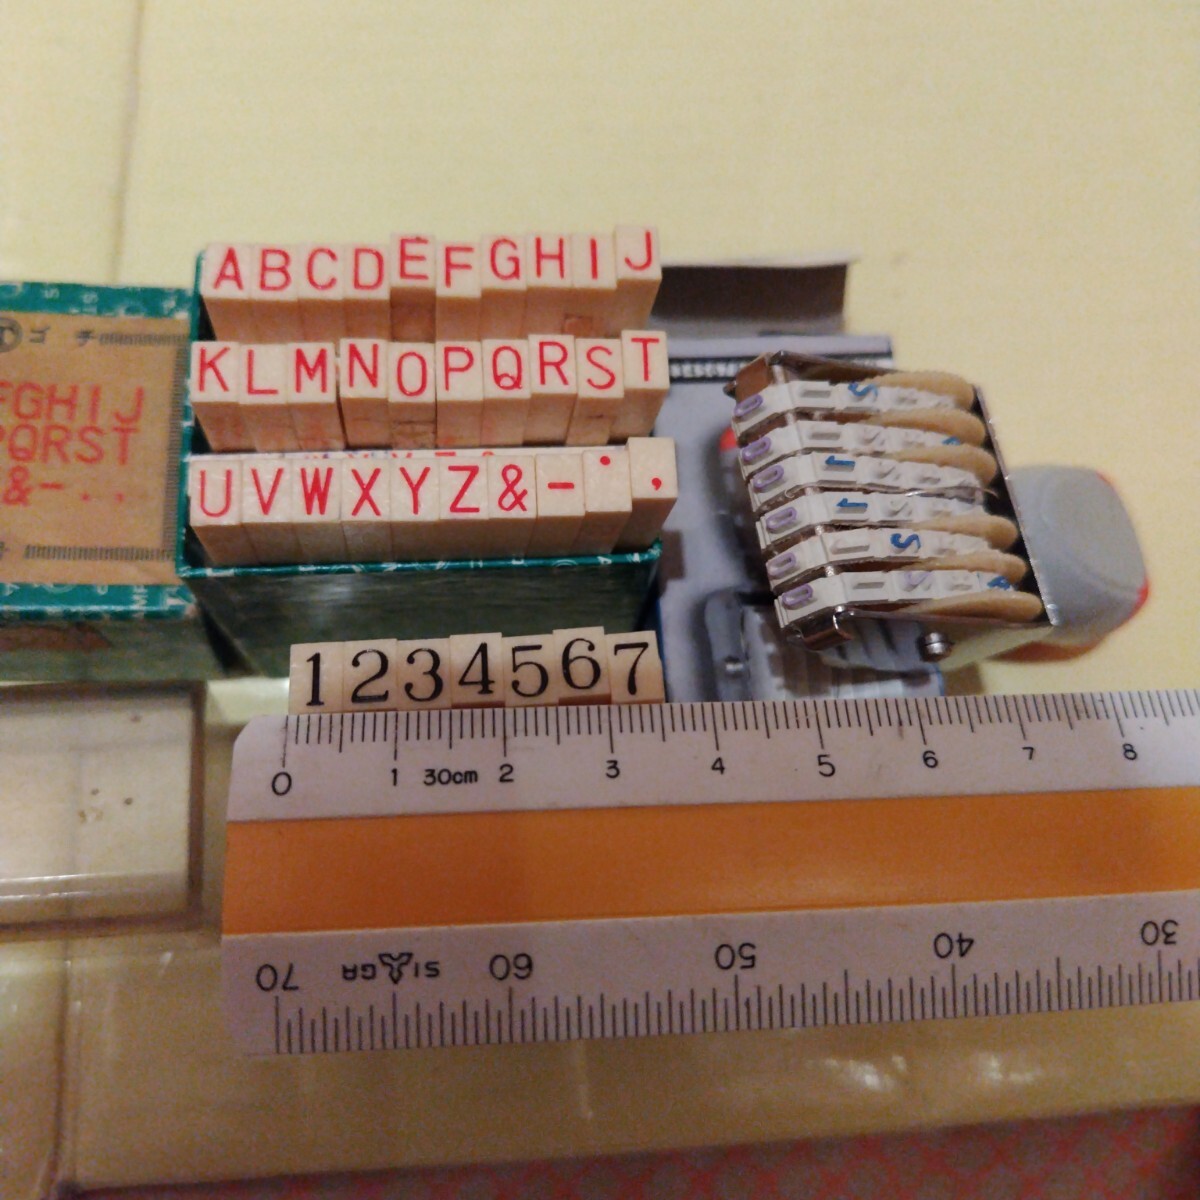 ゴ チ
FGHIJ
PQRST
&-.,
ABCDEFGHIJ
KLMNOPQRST
UVWXYZ&-.,
1234567
0 1 30cm 2 3 4 5 6 7 8
70 SIGA 60 50 40 30